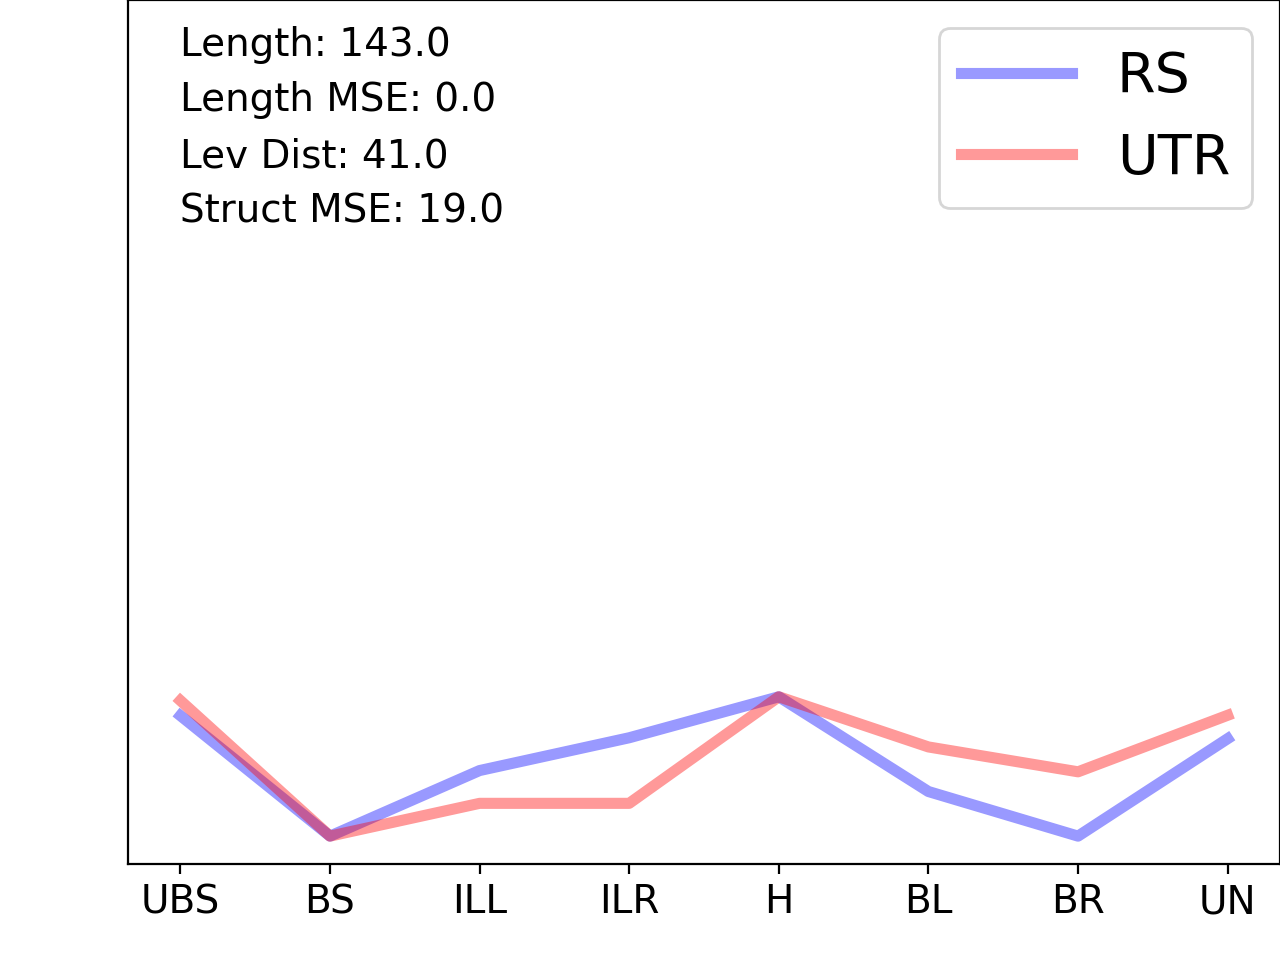 Length: 143.0
Length MSE: 0.0
Lev Dist: 41.0
Struct MSE: 19.0
RS
UTR
UBS BS ILL ILR H BL BR UN